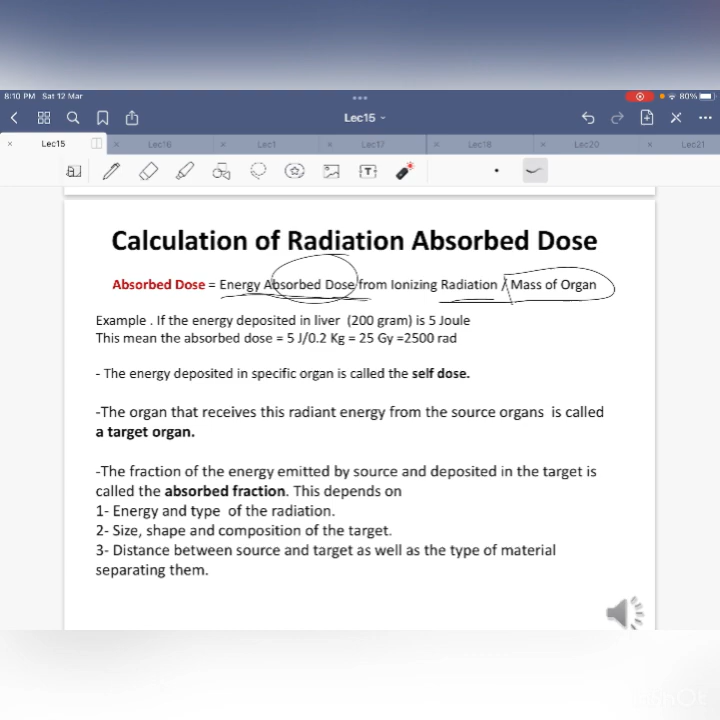 8:10 PM Sat 12 Mar
80%
Lec15
Lec15
Lec16
Lec1
Lec17
Lec18
Lec20
Lec21
Calculation of Radiation Absorbed Dose
Absorbed Dose = Energy Absorbed Dose from Ionizing Radiation / Mass of Organ
Example . If the energy deposited in liver (200 gram) is 5 Joule
This mean the absorbed dose = 5 J/0.2 Kg = 25 Gy =2500 rad
- The energy deposited in specific organ is called the self dose.
-The organ that receives this radiant energy from the source organs is called
a target organ.
-The fraction of the energy emitted by source and deposited in the target is
called the absorbed fraction. This depends on
1- Energy and type of the radiation.
2- Size, shape and composition of the target.
3- Distance between source and target as well as the type of material
separating them.